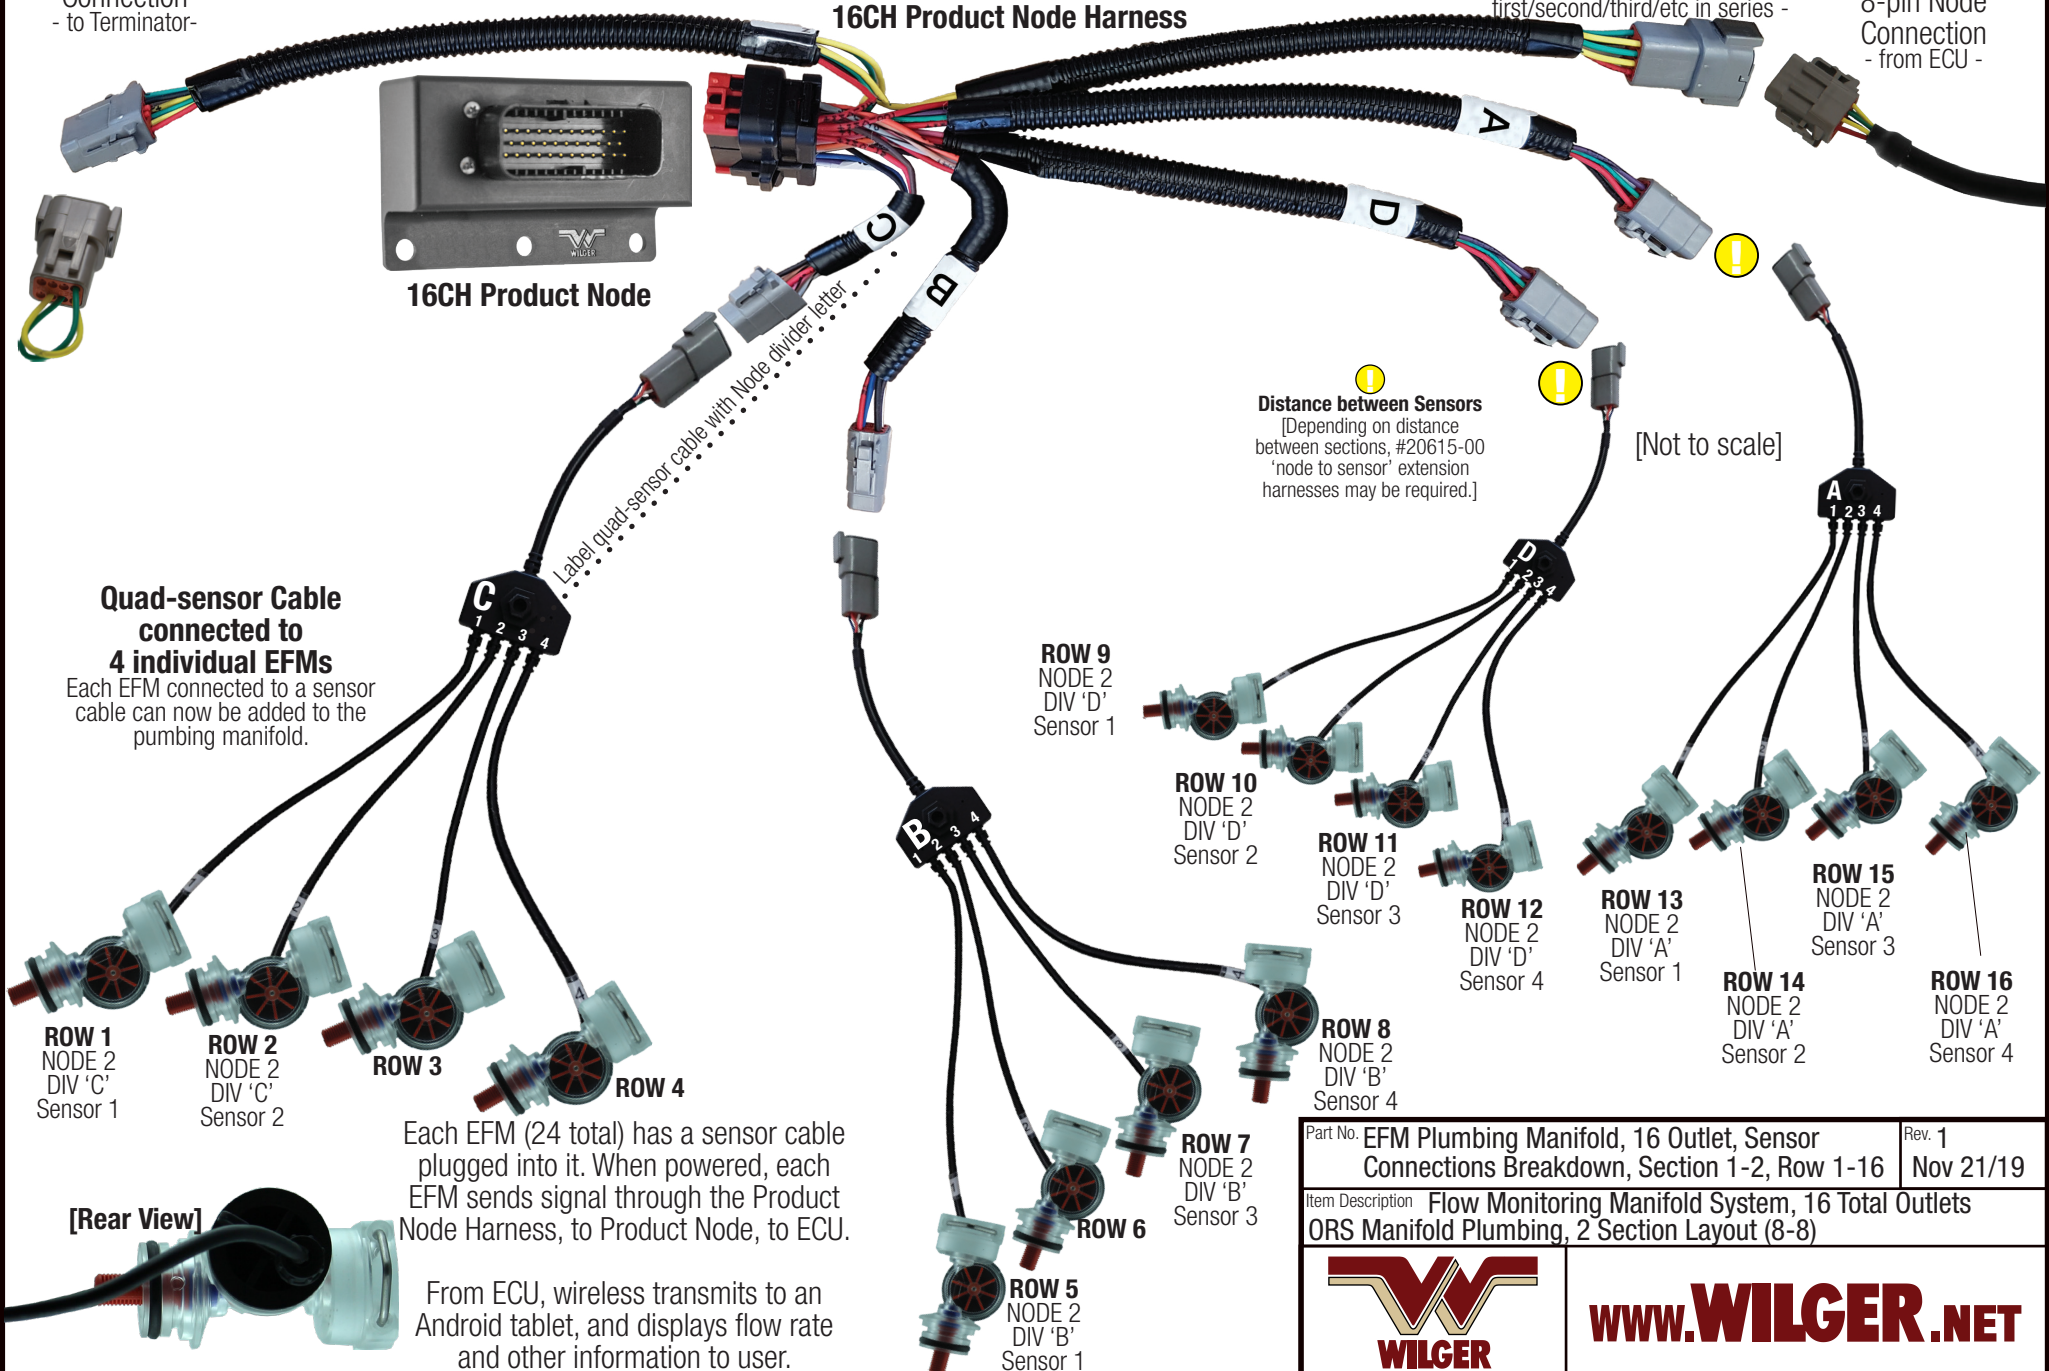 Connection
- to Terminator-
16CH Product Node Harness
first/second/third/etc in series -
8-pin Node
Connection
- from ECU -
A
D
C
B
WILGER
16CH Product Node
Label quad-sensor cable with Node divider letter
Distance between Sensors
[Depending on distance
between sections, #20615-00
'node to sensor' extension
harnesses may be required.]
[Not to scale]
A
1 2 3 4
D
1 2 3 4
C
1 2 3 4
B
1 2 3 4
Quad-sensor Cable
connected to
4 individual EFMs
Each EFM connected to a sensor
cable can now be added to the
pumbing manifold.
ROW 9
NODE 2
DIV 'D'
Sensor 1
ROW 10
NODE 2
DIV 'D'
Sensor 2
ROW 11
NODE 2
DIV 'D'
Sensor 3
ROW 12
NODE 2
DIV 'D'
Sensor 4
ROW 13
NODE 2
DIV 'A'
Sensor 1
ROW 14
NODE 2
DIV 'A'
Sensor 2
ROW 15
NODE 2
DIV 'A'
Sensor 3
ROW 16
NODE 2
DIV 'A'
Sensor 4
ROW 1
NODE 2
DIV 'C'
Sensor 1
ROW 2
NODE 2
DIV 'C'
Sensor 2
ROW 3
ROW 4
ROW 8
NODE 2
DIV 'B'
Sensor 4
ROW 7
NODE 2
DIV 'B'
Sensor 3
ROW 6
ROW 5
NODE 2
DIV 'B'
Sensor 1
Each EFM (24 total) has a sensor cable
plugged into it. When powered, each
EFM sends signal through the Product
Node Harness, to Product Node, to ECU.
From ECU, wireless transmits to an
Android tablet, and displays flow rate
and other information to user.
[Rear View]
Part No. EFM Plumbing Manifold, 16 Outlet, Sensor
Connections Breakdown, Section 1-2, Row 1-16
Rev. 1
Nov 21/19
Item Description Flow Monitoring Manifold System, 16 Total Outlets
ORS Manifold Plumbing, 2 Section Layout (8-8)
WILGER
WWW.WILGER.NET